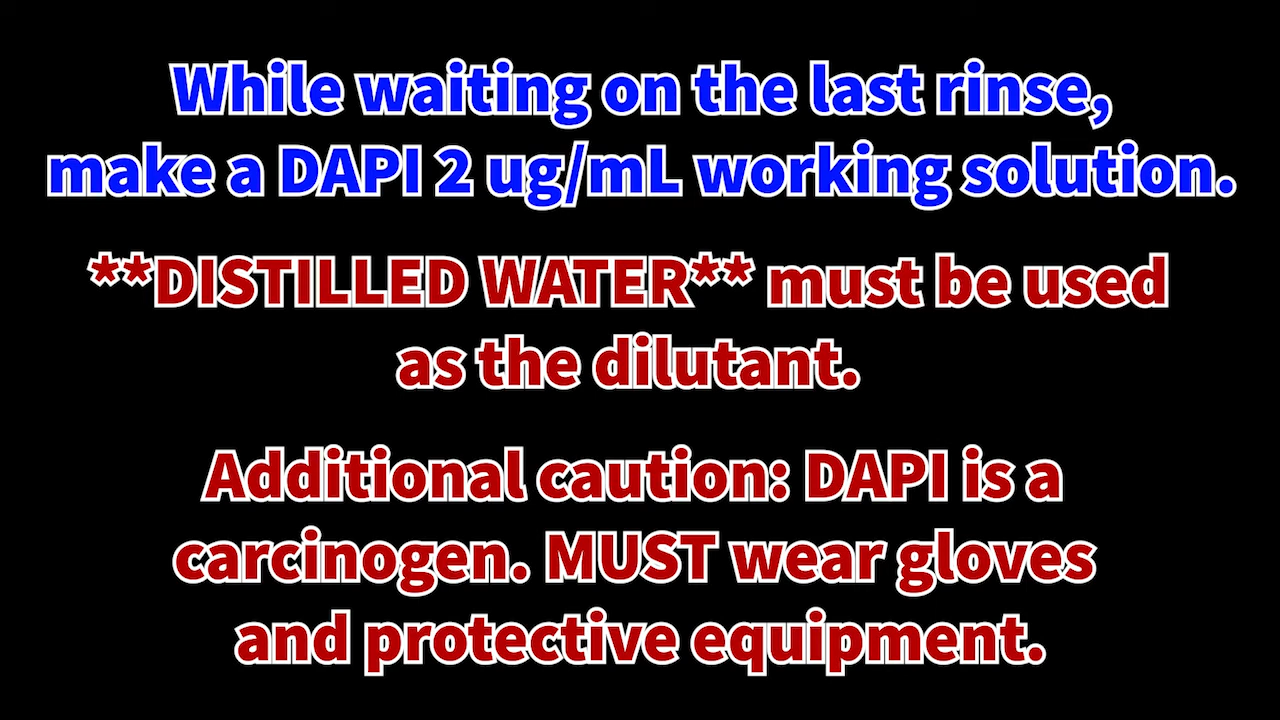 While waiting on the last rinse,
make a DAPI 2 ug/mL working solution.
**DISTILLED WATER** must be used
as the dilutant.
Additional caution: DAPI is a
carcinogen. MUST wear gloves
and protective equipment.